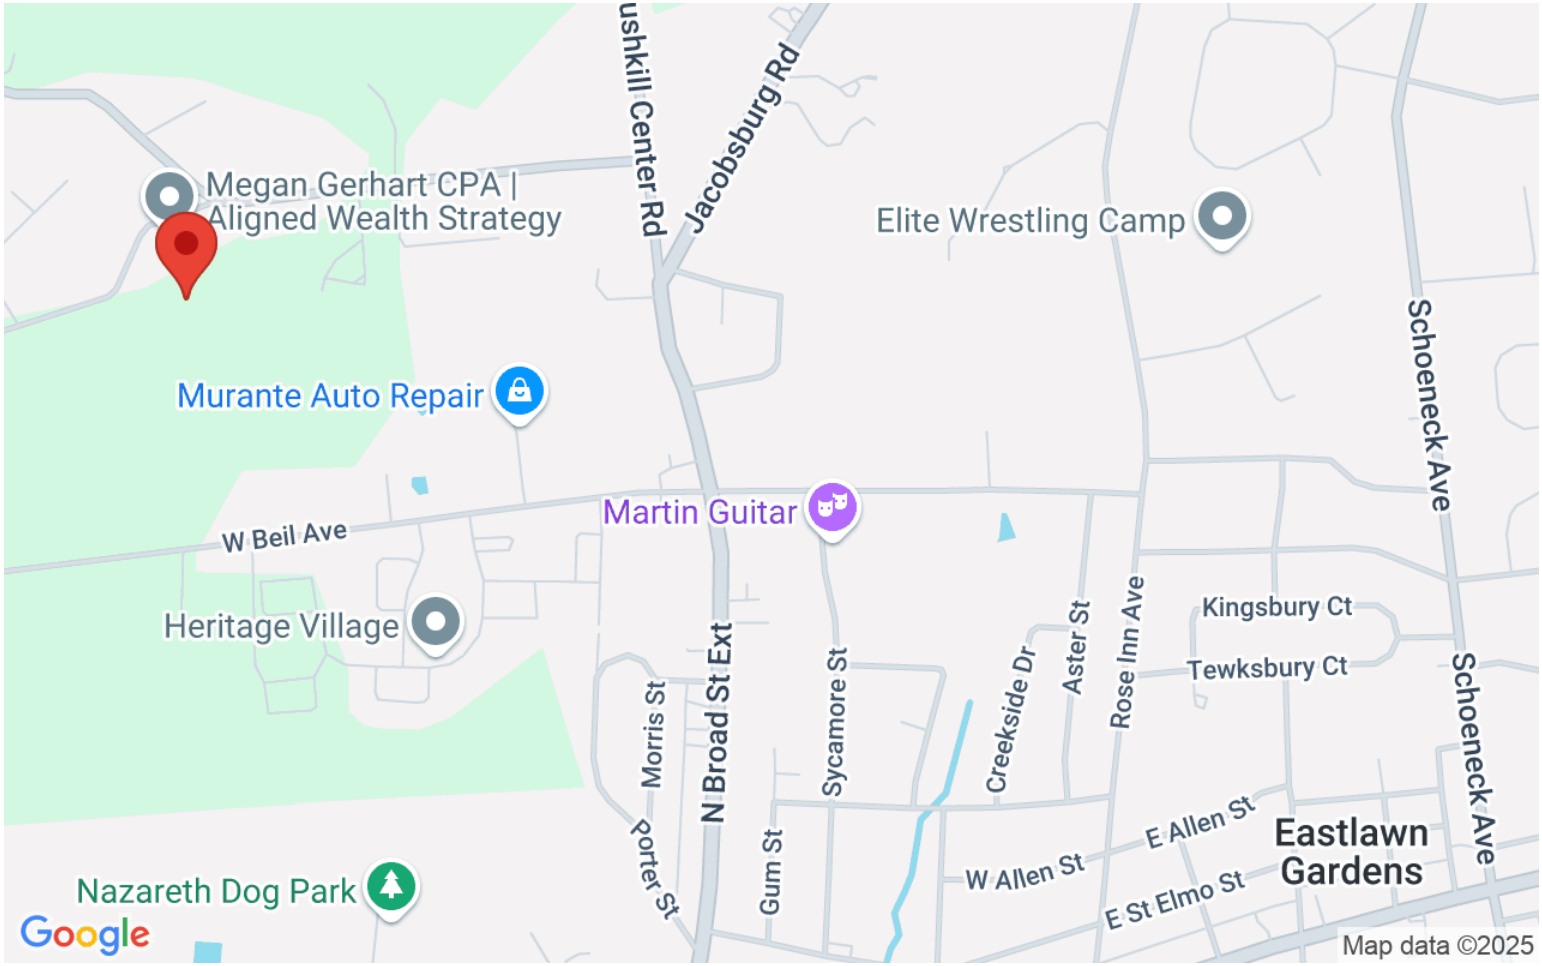 ushkill Center Rd
Jacobsburg Rd
Megan Gerhart CPA |
Aligned Wealth Strategy
Elite Wrestling Camp
Schoeneck Ave
Murante Auto Repair
Martin Guitar
W Beil Ave
Heritage Village
Kingsbury Ct
Tewksbury Ct
Aster St
Rose Inn Ave
Creekside Dr
Sycamore St
N Broad St Ext
Morris St
Schoeneck Ave
Porter St
Gum St
E Allen St
W Allen St
E St Elmo St
Eastlawn
Gardens
Nazareth Dog Park
Google
Map data ©2025